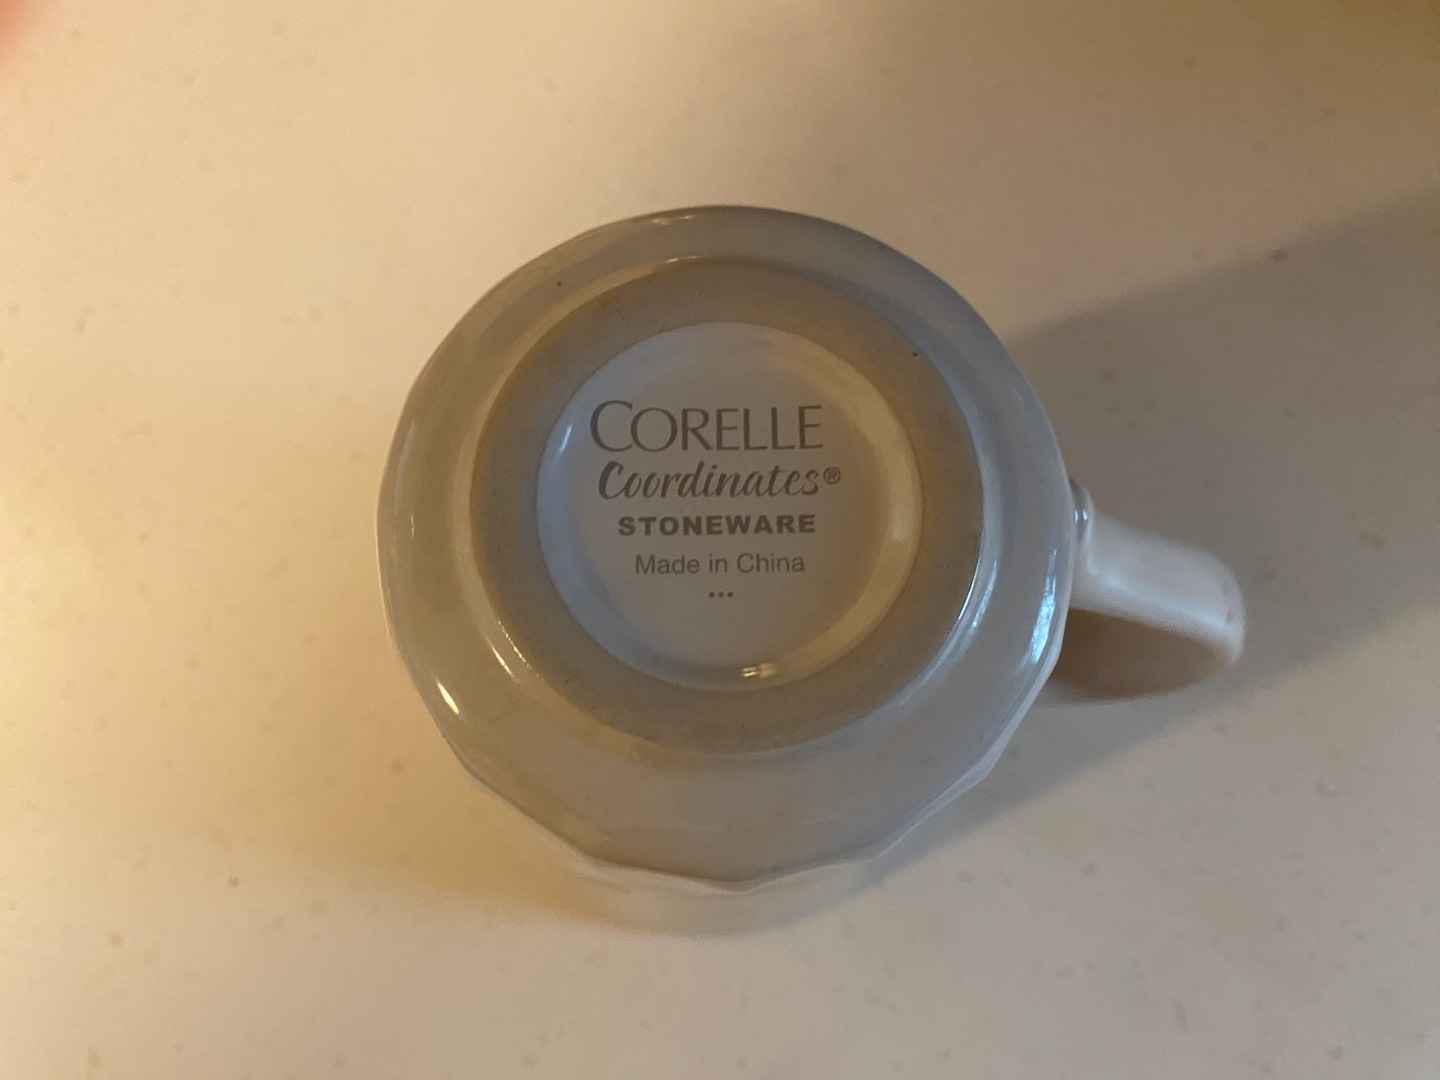 CORELLE
Coordinates®
STONEWARE
Made in China
...